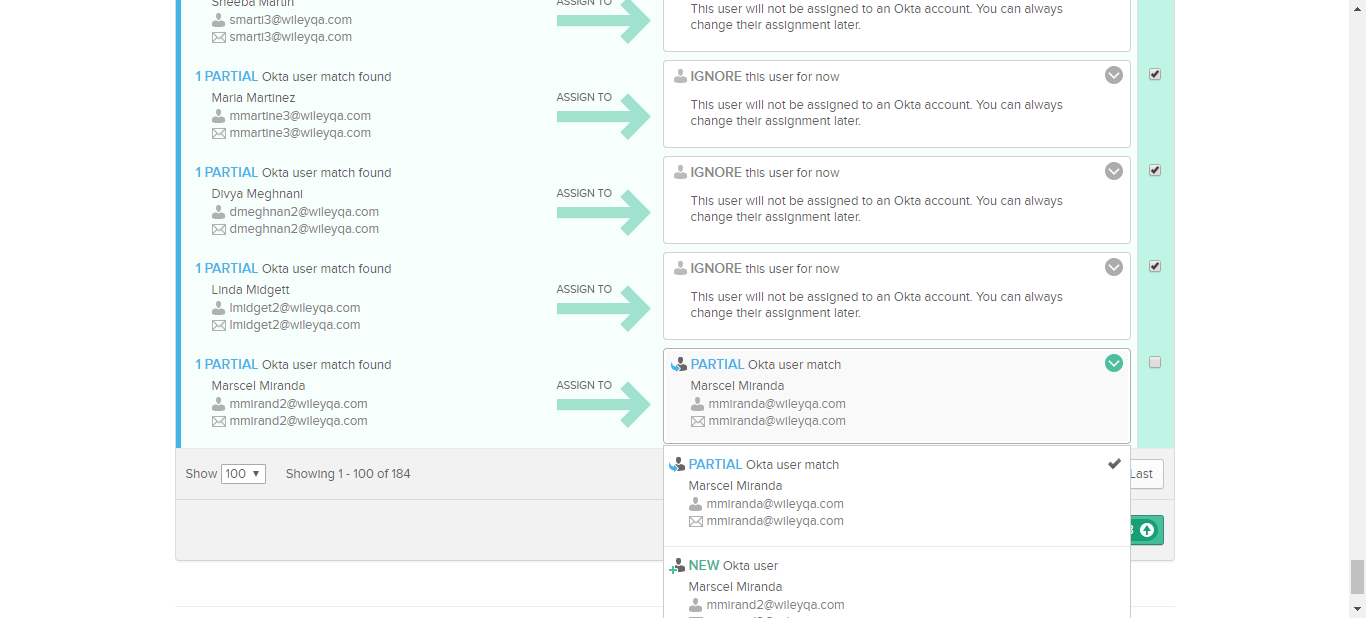 Sheeba Martin
smarti3@wileyqa.com
smarti3@wileyqa.com
ASSIGN TO
This user will not be assigned to an Okta account. You can always
change their assignment later.
1 PARTIAL Okta user match found
Maria Martinez
mmartine3@wileyqa.com
mmartine3@wileyqa.com
ASSIGN TO
IGNORE this user for now
This user will not be assigned to an Okta account. You can always
change their assignment later.
1 PARTIAL Okta user match found
Divya Meghnani
dmeghnan2@wileyqa.com
dmeghnan2@wileyqa.com
ASSIGN TO
IGNORE this user for now
This user will not be assigned to an Okta account. You can always
change their assignment later.
1 PARTIAL Okta user match found
Linda Midgett
lmidget2@wileyqa.com
lmidget2@wileyqa.com
ASSIGN TO
IGNORE this user for now
This user will not be assigned to an Okta account. You can always
change their assignment later.
1 PARTIAL Okta user match found
Marscel Miranda
mmirand2@wileyqa.com
mmirand2@wileyqa.com
ASSIGN TO
PARTIAL Okta user match
Marscel Miranda
mmiranda@wileyqa.com
mmiranda@wileyqa.com
PARTIAL Okta user match
Marscel Miranda
mmiranda@wileyqa.com
mmiranda@wileyqa.com
NEW Okta user
Marscel Miranda
mmirand2@wileyqa.com
Show 100 Showing 1 - 100 of 184
Last